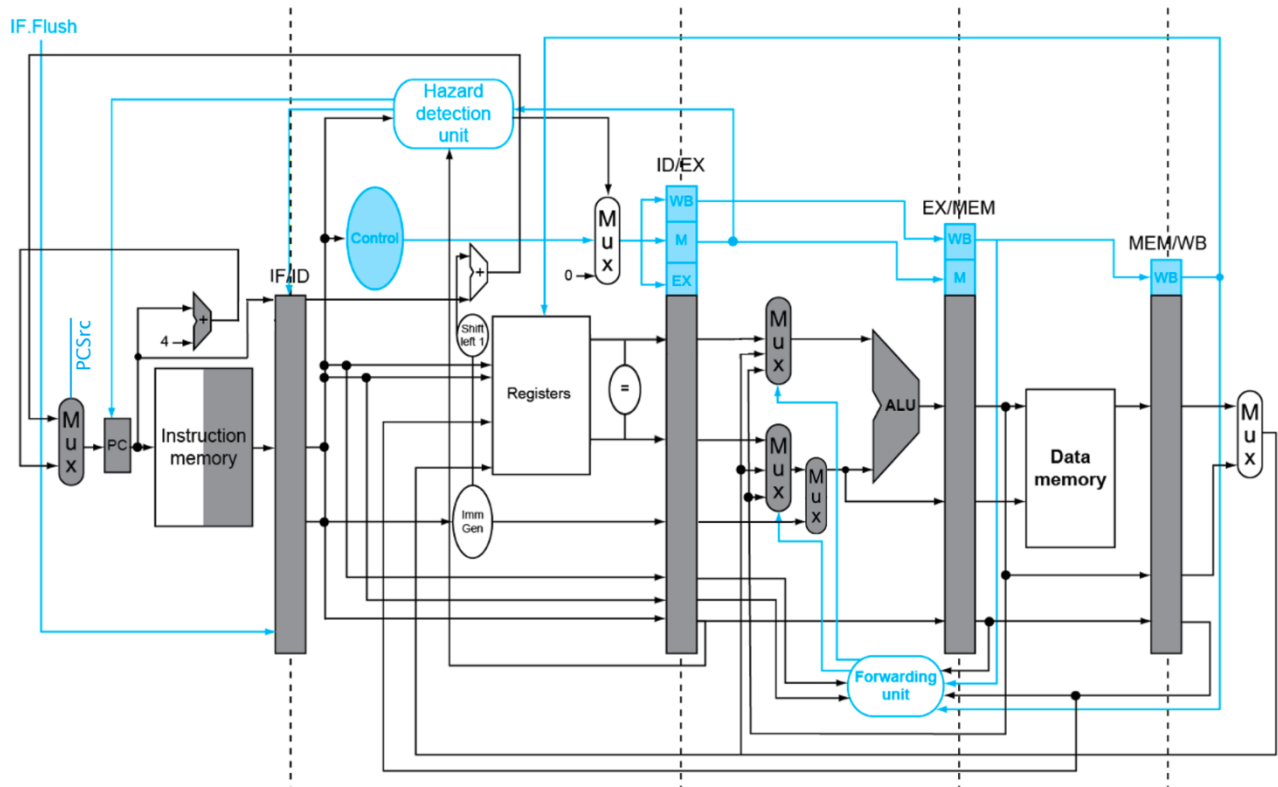 IF.Flush
Hazard
detection
unit
ID/EX
WB
M
EX
EX/MEM
WB
M
MEM/WB
WB
Control
M
u
x
0
+
IF/ID
+
4
PCSrc
Shift
left 1
M
u
x
PC
Instruction
memory
Registers
=
Imm
Gen
M
u
x
M
u
x
M
u
x
ALU
Data
memory
M
u
x
Forwarding
unit